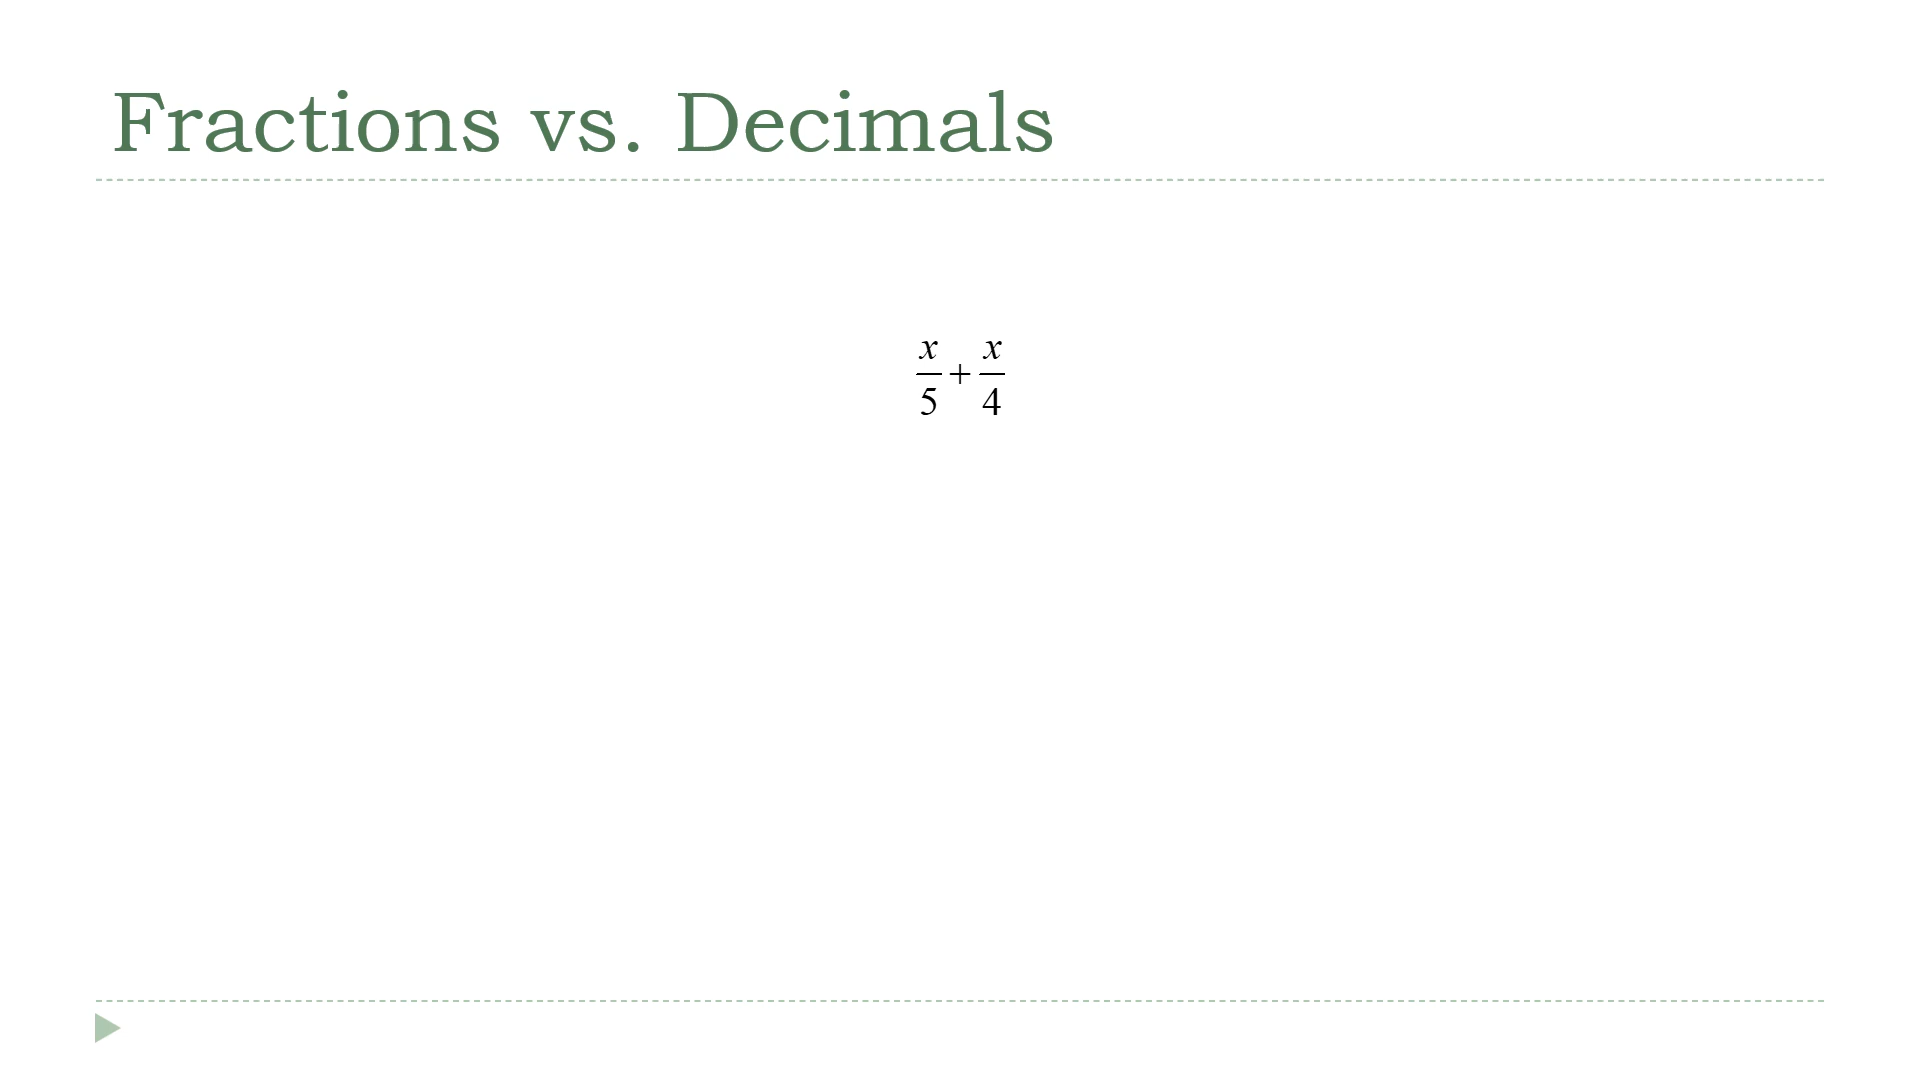 Fractions vs. Decimals
x/5 + x/4